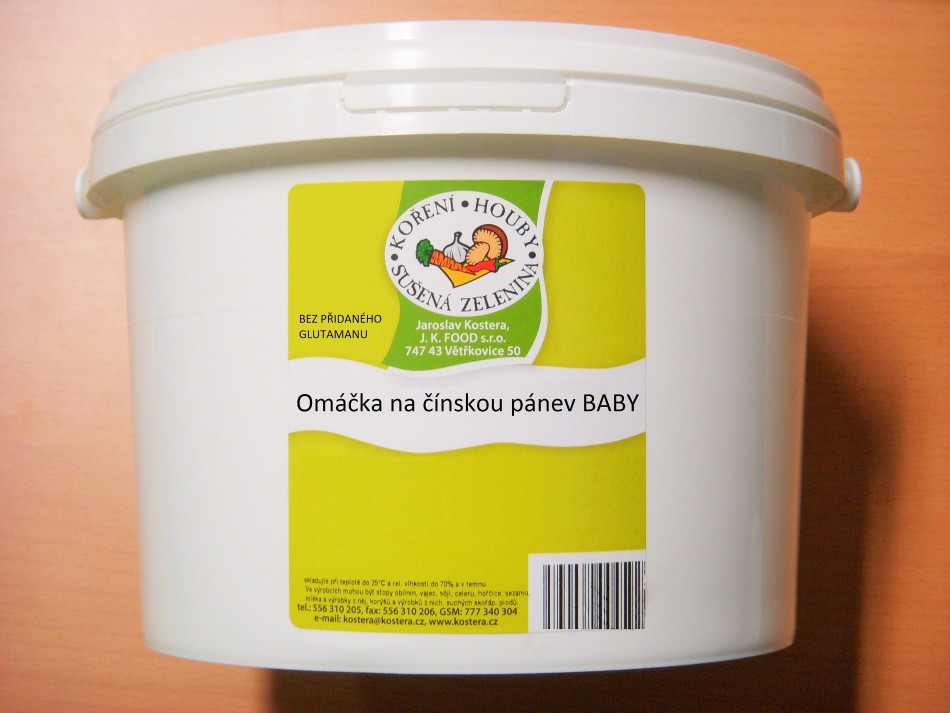 KOŘENÍ • HOUBY
• SUŠENÁ ZELENINA •
BEZ PŘIDANÉHO
GLUTAMANU
Jaroslav Kostera,
J. K. FOOD s.r.o.
747 43 Větřkovice 50
Omáčka na čínskou pánev BABY
skladujte při teplotě do 25°C a rel. vlhkosti do 70% a v temnu
Ve výrobcích mohou být stopy obilnin, vajec, sóji, celeru, hořčice, sezamu,
mléka a výrobky z něj, korýšů a výrobků z nich, suchých skořáp. plodů.
tel.: 556 310 205, fax: 556 310 206, GSM: 777 340 304
e-mail: kostera@kostera.cz, www.kostera.cz